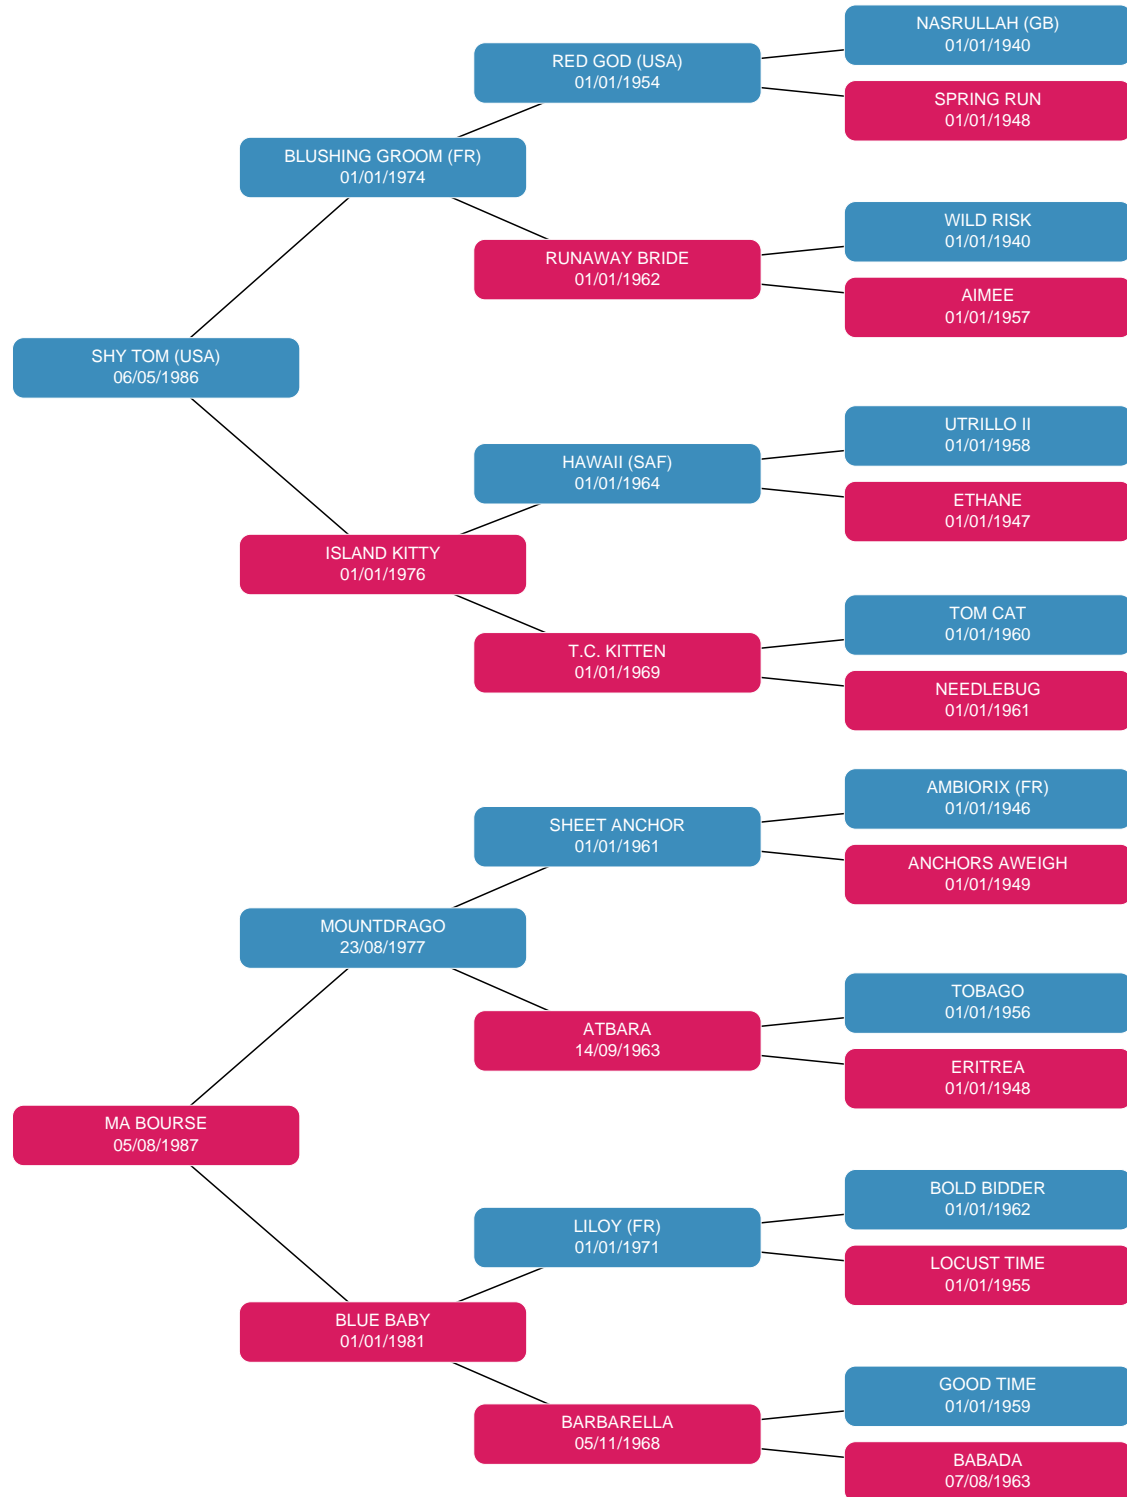 NASRULLAH (GB)
01/01/1940
RED GOD (USA)
01/01/1954
SPRING RUN
01/01/1948
BLUSHING GROOM (FR)
01/01/1974
WILD RISK
01/01/1940
RUNAWAY BRIDE
01/01/1962
AIMEE
01/01/1957
SHY TOM (USA)
06/05/1986
UTRILLO II
01/01/1958
HAWAII (SAF)
01/01/1964
ETHANE
01/01/1947
ISLAND KITTY
01/01/1976
TOM CAT
01/01/1960
T.C. KITTEN
01/01/1969
NEEDLEBUG
01/01/1961
AMBIORIX (FR)
01/01/1946
SHEET ANCHOR
01/01/1961
ANCHORS AWEIGH
01/01/1949
MOUNTDRAGO
23/08/1977
TOBAGO
01/01/1956
ATBARA
14/09/1963
ERITREA
01/01/1948
MA BOURSE
05/08/1987
BOLD BIDDER
01/01/1962
LILOY (FR)
01/01/1971
LOCUST TIME
01/01/1955
BLUE BABY
01/01/1981
GOOD TIME
01/01/1959
BARBARELLA
05/11/1968
BABADA
07/08/1963